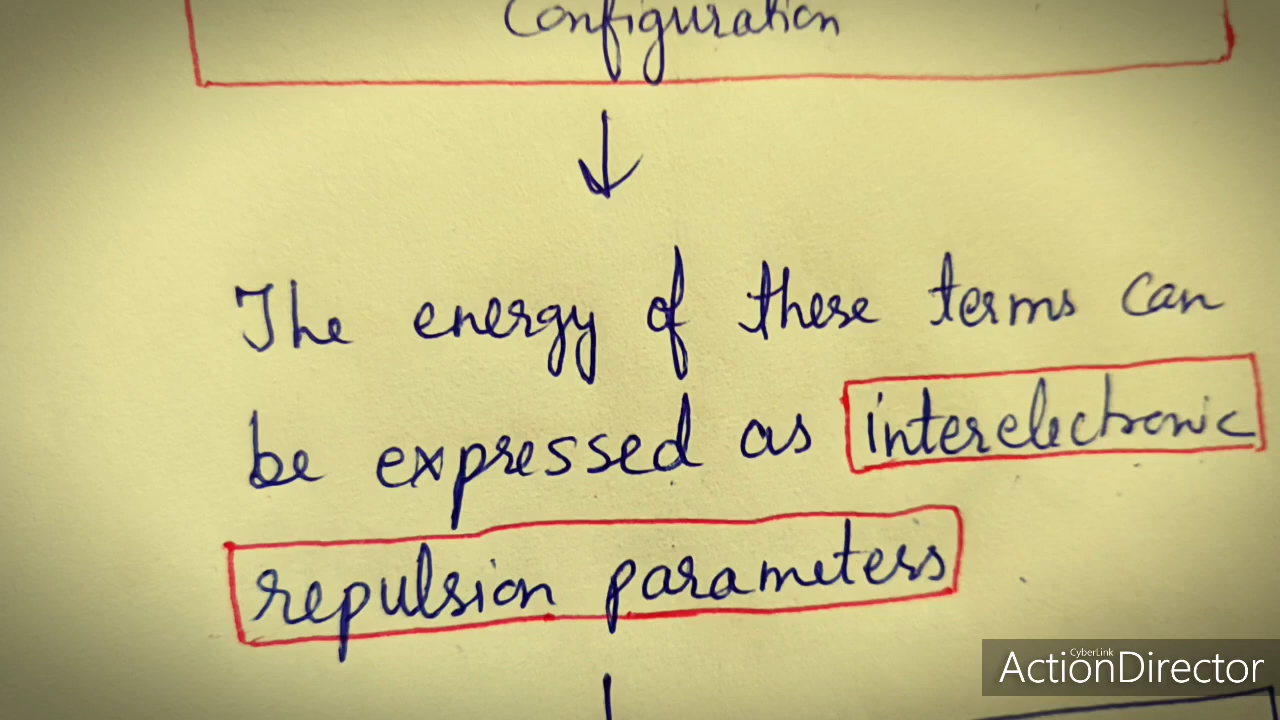 Configuration
The energy of these terms can
be expressed as interelectronic
repulsion parameters
CyberLink
ActionDirector